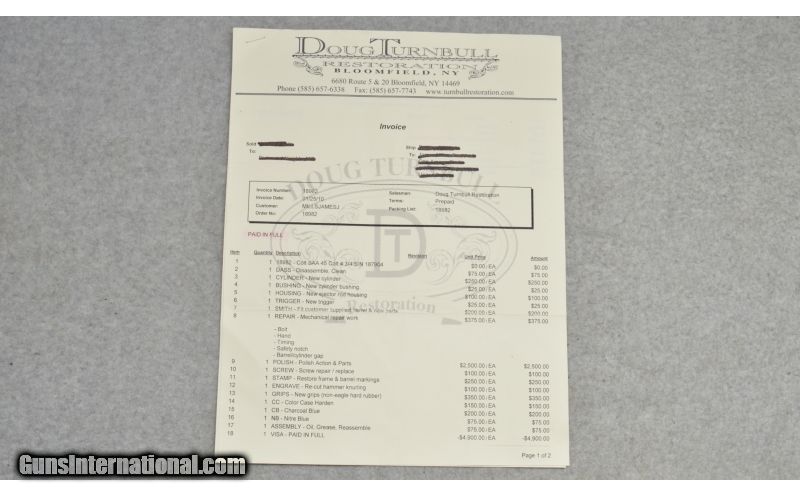 DOUG TURNBULL
RESTORATION
BLOOMFIELD, NY
6680 Route 5 & 20 Bloomfield, NY 14469
Phone (585) 657-6338 Fax: (585) 657-7743 www.turnbullrestoration.com
Invoice
Sold To:
Ship To:
DOUG TURNBULL
DT
Restoration
Invoice Number: 18982 Salesman: Doug Turnbull Restoration
Invoice Date: Terms: Prepaid
Customer: Packing List: 18982
Order No: 18982
PAID IN FULL
Item Quantity Description Revision Unit Price Amount
1 1 18982 - Colt SAA 45 Colt S/N 187904 $0.00 / EA $0.00
2 1 DASS - Disassemble, Clean $75.00 / EA $75.00
3 1 CYLINDER - New cylinder $250.00 / EA $250.00
4 1 BUSHING - New cylinder bushing $25.00 / EA $25.00
5 1 HOUSING - New ejector rod housing $100.00 / EA $100.00
6 1 TRIGGER - New trigger $25.00 / EA $25.00
7 1 SMITH - Fit customer supplied barrel & new parts $200.00 / EA $200.00
8 1 REPAIR - Mechanical repair work $375.00 / EA $375.00
- Bolt
- Hand
- Timing
- Safety notch
- Barrel/cylinder gap
9 1 POLISH - Polish Action & Parts $2,500.00 / EA $2,500.00
10 1 SCREW - Screw repair / replace $100.00 / EA $100.00
11 1 STAMP - Restore frame & barrel markings $250.00 / EA $250.00
12 1 ENGRAVE - Re-cut hammer knurling $100.00 / EA $100.00
13 1 GRIPS - New grips (non-eagle hard rubber) $350.00 / EA $350.00
14 1 CC - Color Case Harden $150.00 / EA $150.00
15 1 CB - Charcoal Blue $200.00 / EA $200.00
16 1 NB - Nitre Blue $75.00 / EA $75.00
17 1 ASSEMBLY - Oil, Grease, Reassemble $75.00 / EA $75.00
18 1 VISA - PAID IN FULL -$4,900.00 / EA -$4,900.00
Page 1 of 2
GunsInternational.com